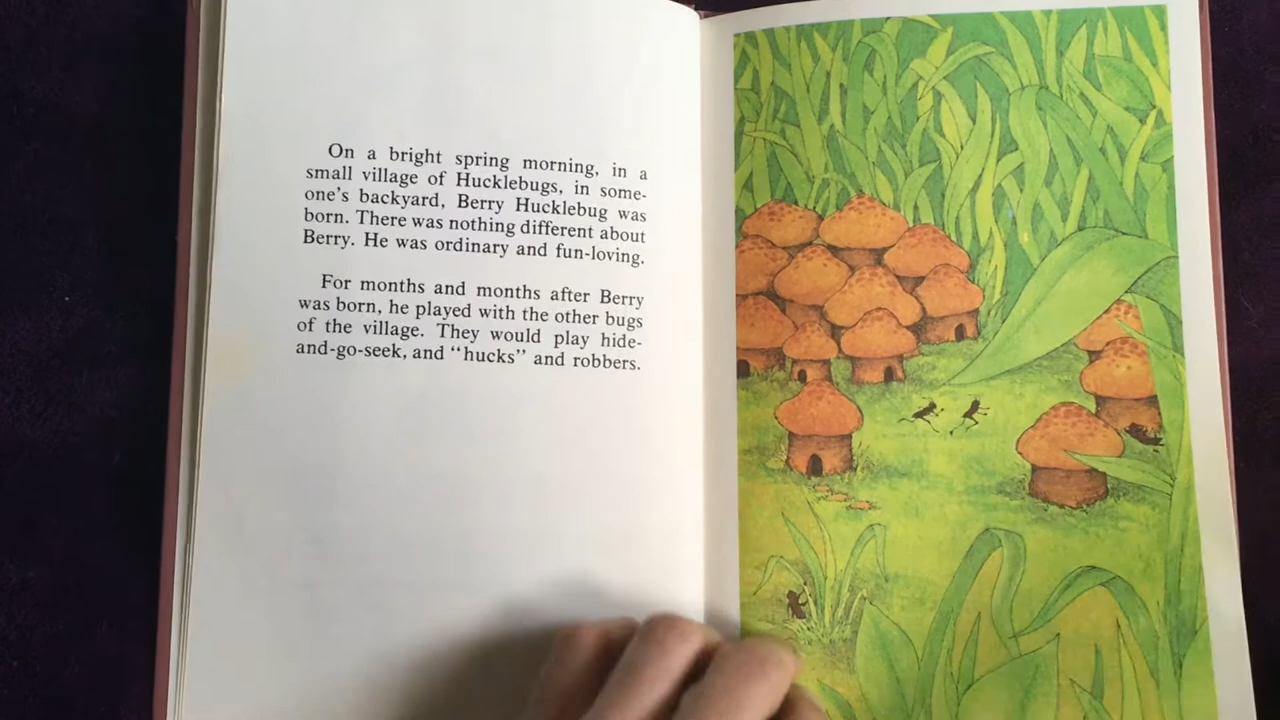 On a bright spring morning, in a
small village of Hucklebugs, in some-
one's backyard, Berry Hucklebug was
born. There was nothing different about
Berry. He was ordinary and fun-loving.
For months and months after Berry
was born, he played with the other bugs
of the village. They would play hide-
and-go-seek, and “hucks” and robbers.